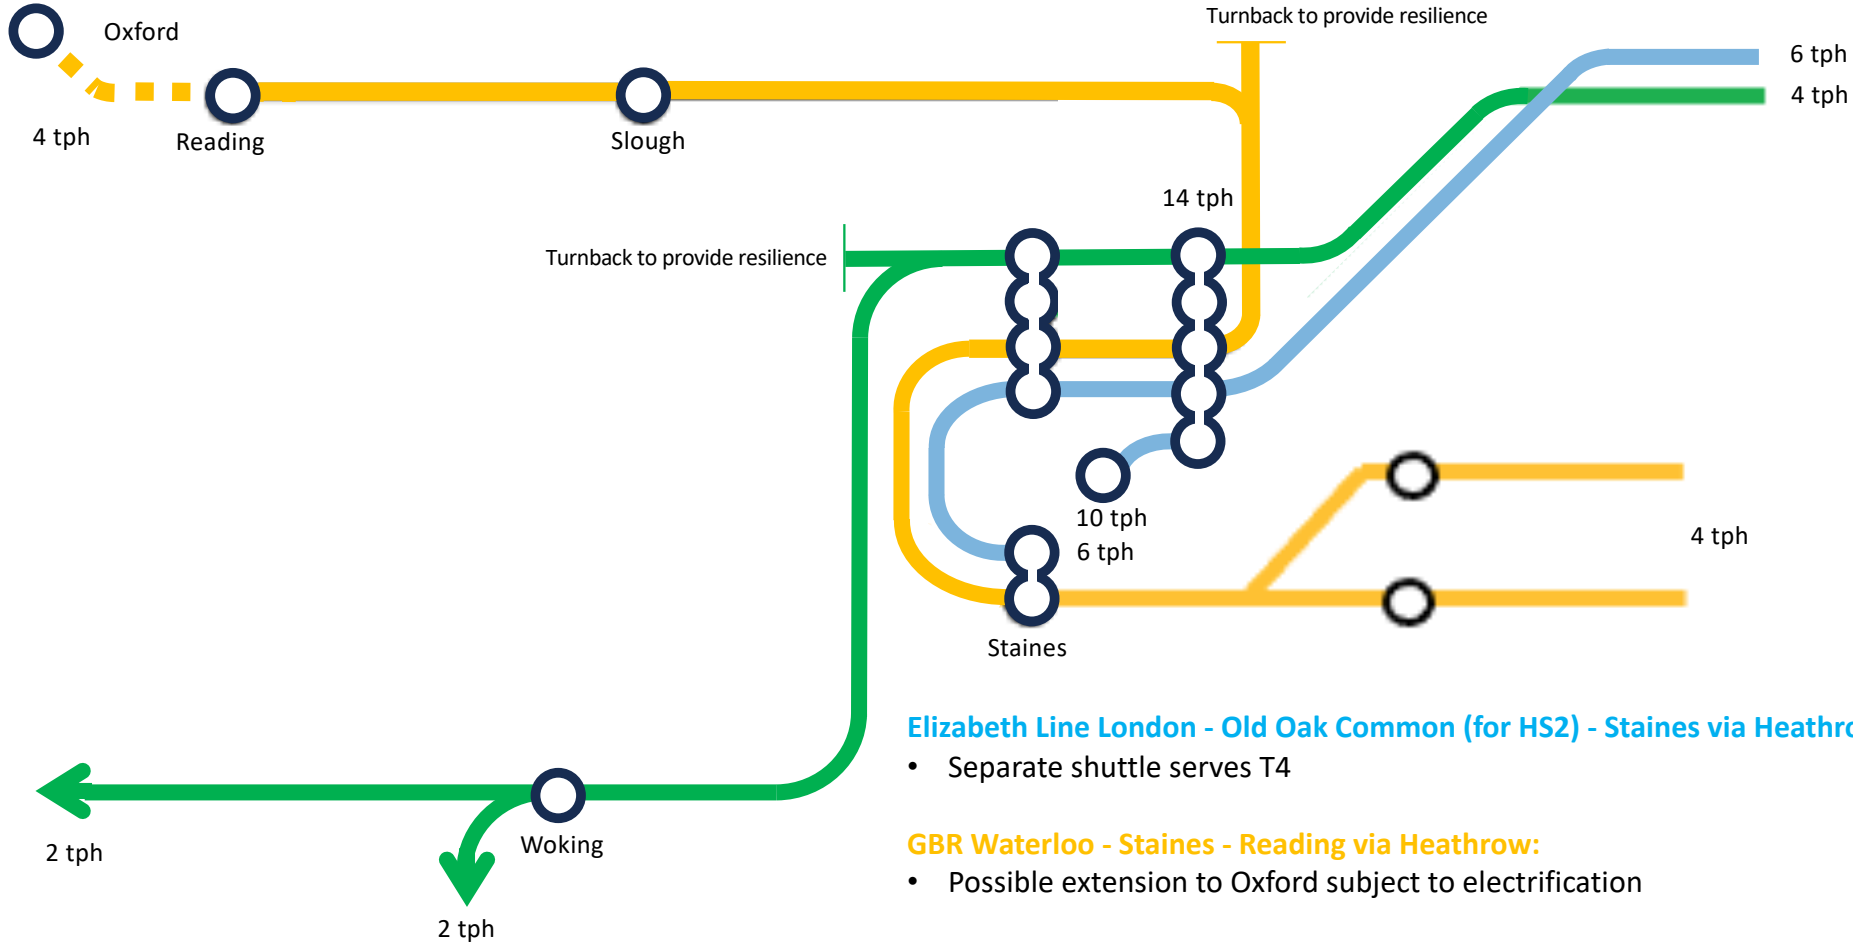 Turnback to provide resilience
Oxford
6 tph
4 tph
4 tph
Reading
Slough
14 tph
Turnback to provide resilience
10 tph
6 tph
4 tph
Staines
Elizabeth Line London - Old Oak Common (for HS2) - Staines via Heathro
• Separate shuttle serves T4
Woking
2 tph
GBR Waterloo - Staines - Reading via Heathrow:
• Possible extension to Oxford subject to electrification
2 tph